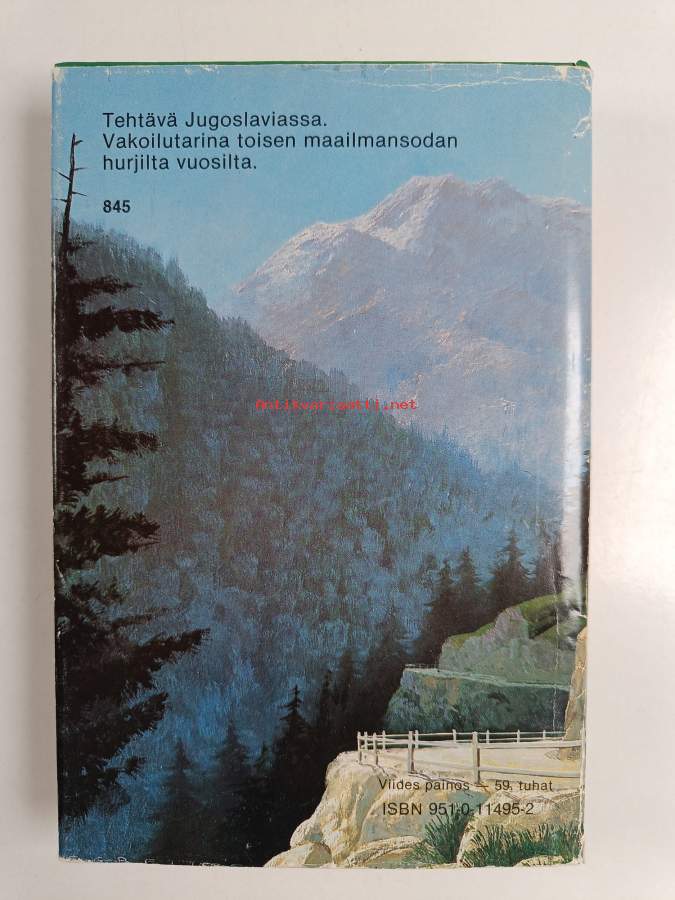 Tehtävä Jugoslaviassa.
Vakoilutarina toisen maailmansodan
hurjilta vuosilta.
845
Antikvariaatti.net
Viides painos — 59. tuhat
ISBN 951-0-11495-2